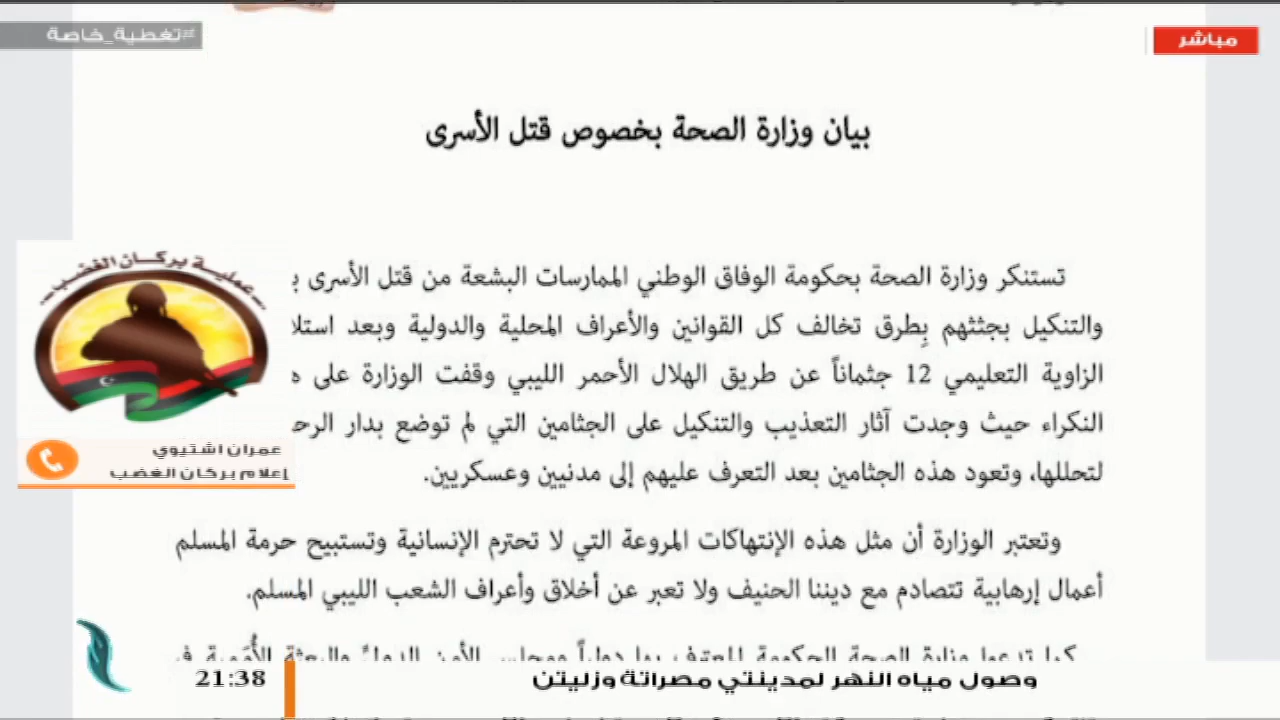 #تغطية_خاصة
مباشر
بيان وزارة الصحة بخصوص قتل الأسرى
تستنكر وزارة الصحة بحكومة الوفاق الوطني الممارسات البشعة من قتل الأسرى
والتنكيل بجثثهم بِطرق تخالف كل القوانين والأعراف المحلية والدولية وبعد
الزاوية التعليمي 12 جثماناً عن طريق الهلال الأحمر الليبي وقفت الوزارة على
النكراء حيث وجدت آثار التعذيب والتنكيل على الجثامين التي لم توضع بدار
لتحللها، وتعود هذه الجثامين بعد التعرف عليهم إلى مدنيين وعسكريين.
وتعتبر الوزارة أن مثل هذه الإنتهاكات المروعة التي لا تحترم الإنسانية وتستبيح حرمة المسلم
أعمال إرهابية تتصادم مع ديننا الحنيف ولا تعبر عن أخلاق وأعراف الشعب الليبي المسلم.
عملية بركان الغضب
عمران اشتيوي
إعلام بركان الغضب
وصول مياه النهر لمدينتي مصراتة وزليتن
21:38